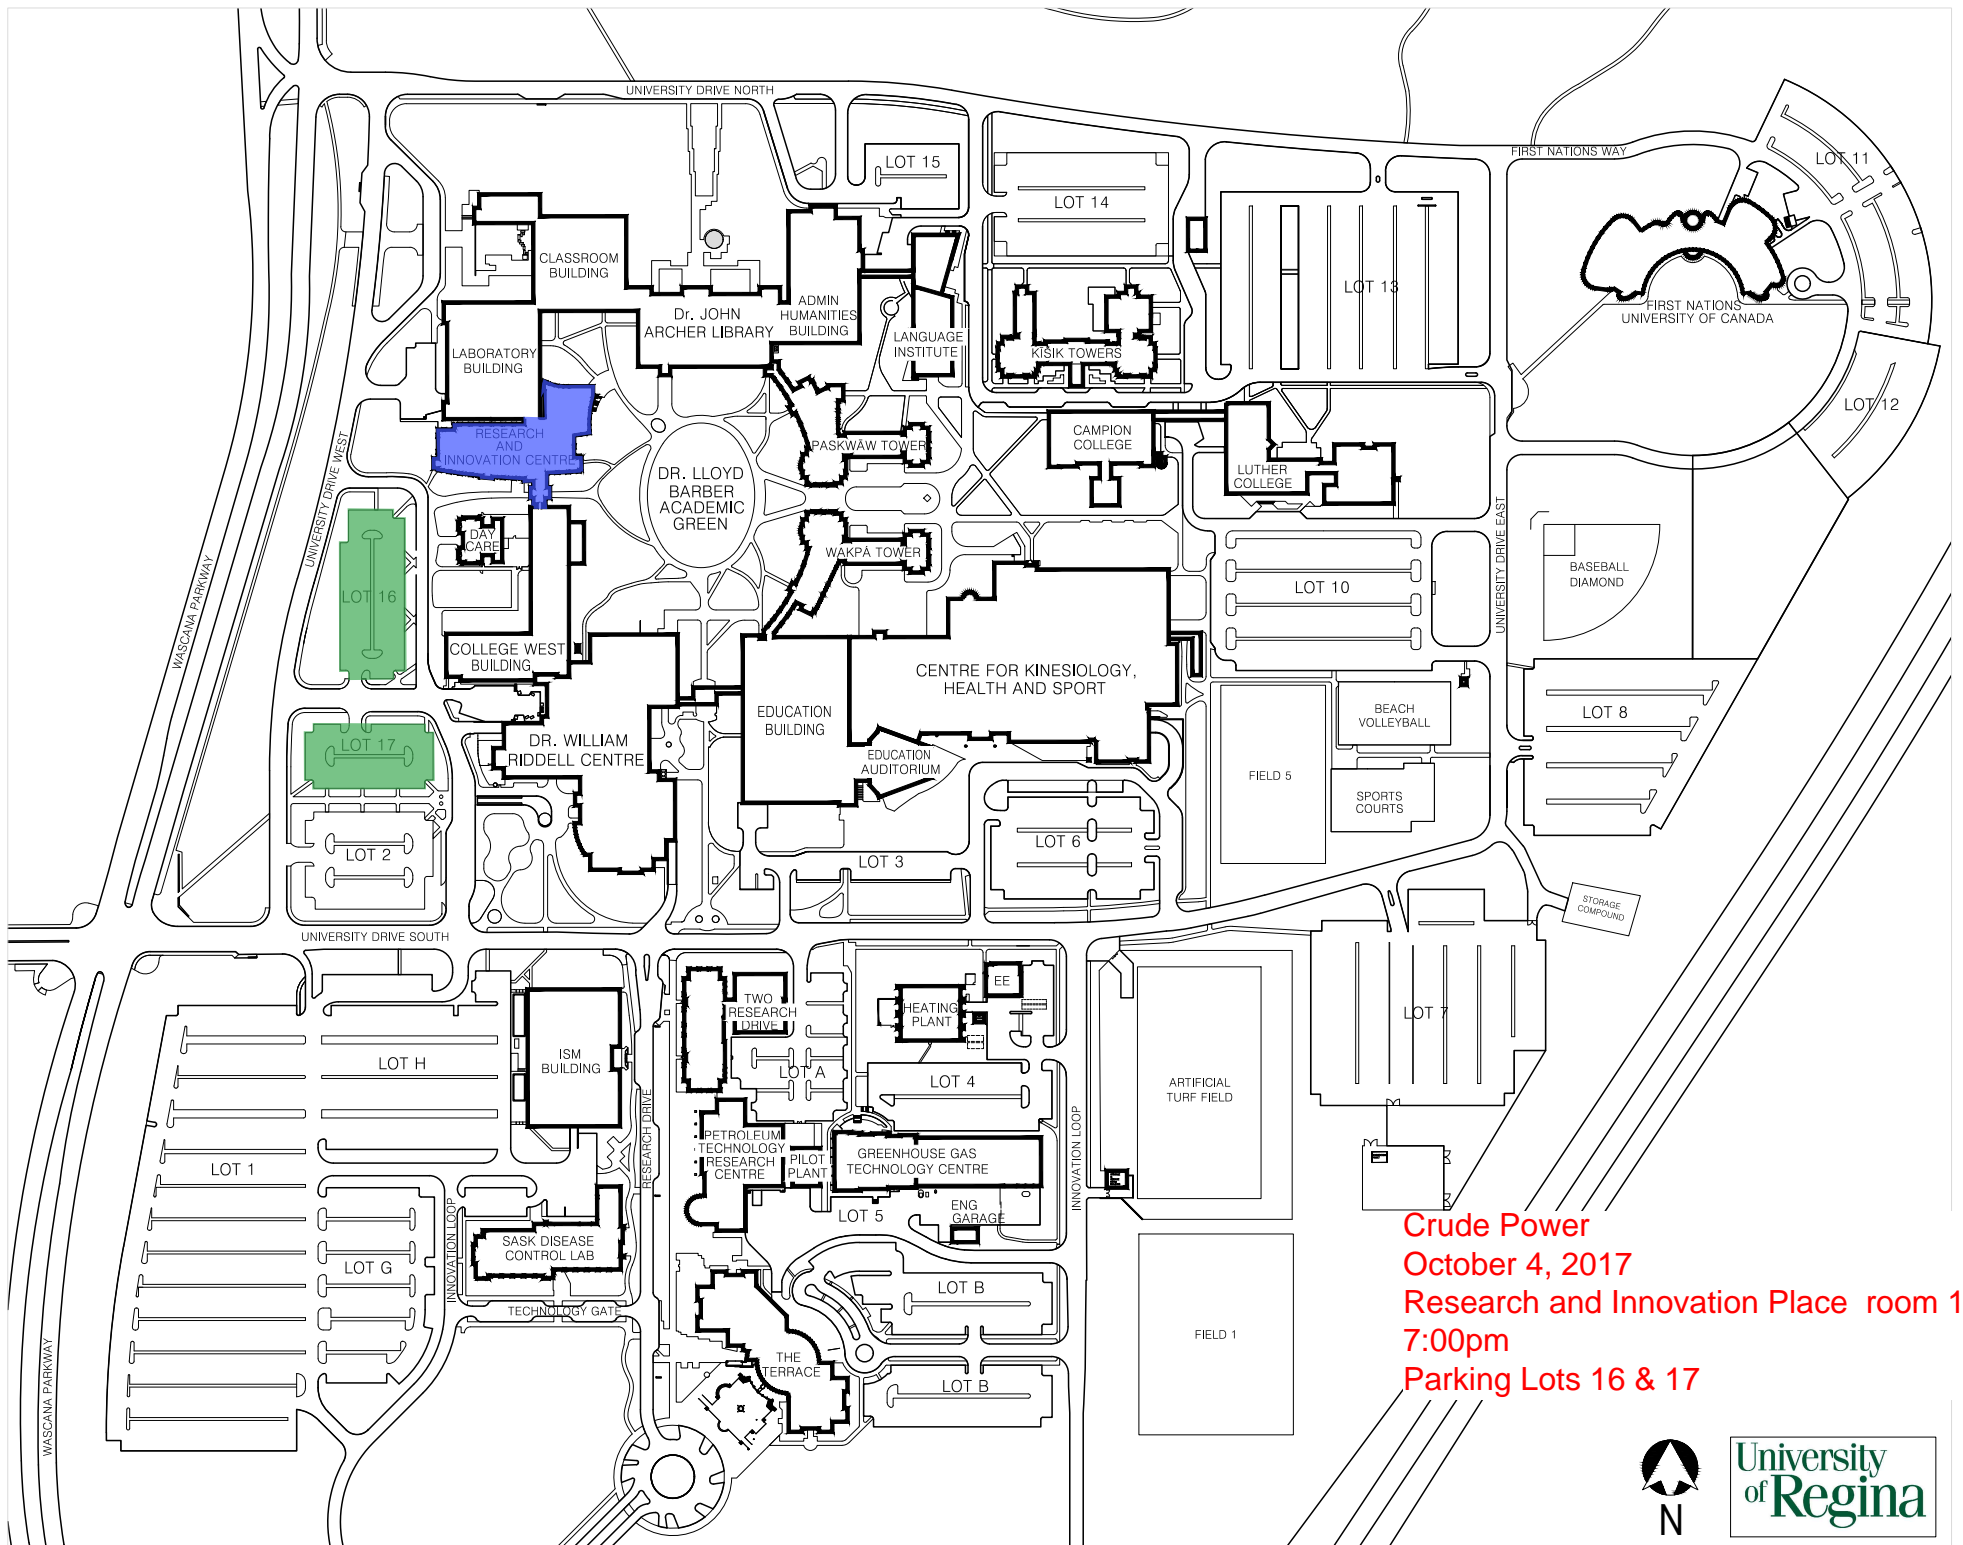 UNIVERSITY DRIVE NORTH
FIRST NATIONS WAY
LOT 11
LOT 15
LOT 14
CLASSROOM
BUILDING
LOT 13
ADMIN
HUMANITIES
BUILDING
Dr. JOHN
ARCHER LIBRARY
FIRST NATIONS
UNIVERSITY OF CANADA
LANGUAGE
INSTITUTE
KĪSIK TOWERS
LABORATORY
BUILDING
LOT 12
RESEARCH
AND
INNOVATION CENTRE
PASKWĀW TOWER
CAMPION
COLLEGE
LUTHER
COLLEGE
UNIVERSITY DRIVE WEST
DR. LLOYD
BARBER
ACADEMIC
GREEN
UNIVERSITY DRIVE EAST
DAY
CARE
WAKPĀ TOWER
BASEBALL
DIAMOND
LOT 10
LOT 16
WASCANA PARKWAY
COLLEGE WEST
BUILDING
CENTRE FOR KINESIOLOGY,
HEALTH AND SPORT
EDUCATION
BUILDING
BEACH
VOLLEYBALL
LOT 8
LOT 17
DR. WILLIAM
RIDDELL CENTRE
EDUCATION
AUDITORIUM
FIELD 5
SPORTS
COURTS
LOT 2
LOT 3
LOT 6
STORAGE
COMPOUND
UNIVERSITY DRIVE SOUTH
TWO
RESEARCH
DRIVE
EE
HEATING
PLANT
LOT 7
LOT H
ISM
BUILDING
LOT A
LOT 4
ARTIFICIAL
TURF FIELD
RESEARCH DRIVE
INNOVATION LOOP
PETROLEUM
TECHNOLOGY
RESEARCH
CENTRE
PILOT
PLANT
GREENHOUSE GAS
TECHNOLOGY CENTRE
LOT 1
LOT 5
ENG
GARAGE
INNOVATION LOOP
SASK DISEASE
CONTROL LAB
LOT G
LOT B
TECHNOLOGY GATE
FIELD 1
THE
TERRACE
LOT B
WASCANA PARKWAY
Crude Power
October 4, 2017
Research and Innovation Place room 1
7:00pm
Parking Lots 16 & 17
N
University
of Regina